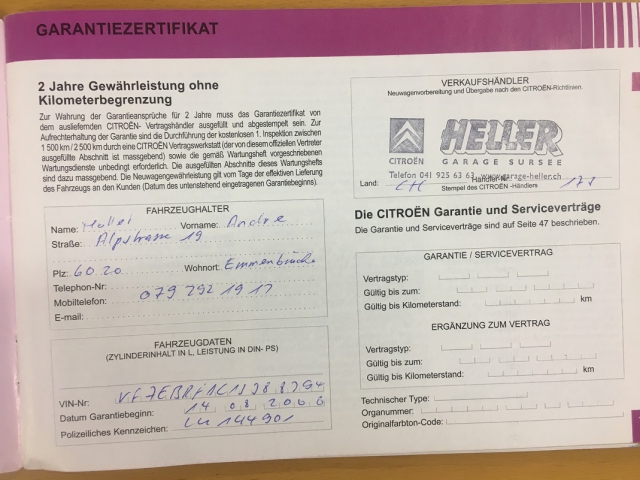 GARANTIEZERTIFIKAT
2 Jahre Gewährleistung ohne
Kilometerbegrenzung
Zur Wahrung der Garantieansprüche für 2 Jahre muss das Garantiezertifikat von
dem ausliefernden CITROËN- Vertragshändler ausgefüllt und abgestempelt sein. Zur
Aufrechterhaltung der Garantie sind die Durchführung der kostenlosen 1. Inspektion zwischen
1 500 km / 2 500 km durch eine CITROËN Vertragswerkstatt (der von diesem offiziellen Vertreter
ausgefüllte Abschnitt ist massgebend) sowie die gemäß Wartungsheft vorgeschriebenen
Wartungsdienste unbedingt erforderlich. Die ausgefüllten Abschnitte dieses Wartungshefts
sind dazu massgebend. Die Neuwagengewährleistung gilt vom Tage der effektiven Lieferung
des Fahrzeugs an den Kunden (Datum des untenstehend eingetragenen Garantiebeginns).
FAHRZEUGHALTER
Name: Vorname: Andre
Straße: Alpstrasse 19
Plz: 6020 Wohnort: Emmenbrücke
Telephon-Nr:
Mobiltelefon: 079 292 19 17
E-mail:
FAHRZEUGDATEN
(ZYLINDERINHALT IN L, LEISTUNG IN DIN- PS)
VIN-Nr:
Datum Garantiebeginn: 14 08 2006
Polizeiliches Kennzeichen: LU 144901
VERKAUFSHÄNDLER
Neuwagenvorbereitung und Übergabe nach den CITROËN-Richtlinien.
CITROËN
HELLER
GARAGE SURSEE
Telefon 041 925 63 63 www.garage-heller.ch
Land: CH Händler-Nr.: 171
Stempel des CITROËN -Händlers
Die CITROËN Garantie und Serviceverträge
Die Garantie und Serviceverträge sind auf Seite 47 beschrieben.
GARANTIE / SERVICEVERTRAG
Vertragstyp:
Gültig bis zum:
Gültig bis Kilometerstand: km
ERGÄNZUNG ZUM VERTRAG
Vertragstyp:
Gültig bis zum:
Gültig bis Kilometerstand: km
Technischer Type:
Organummer:
Originalfarbton-Code: